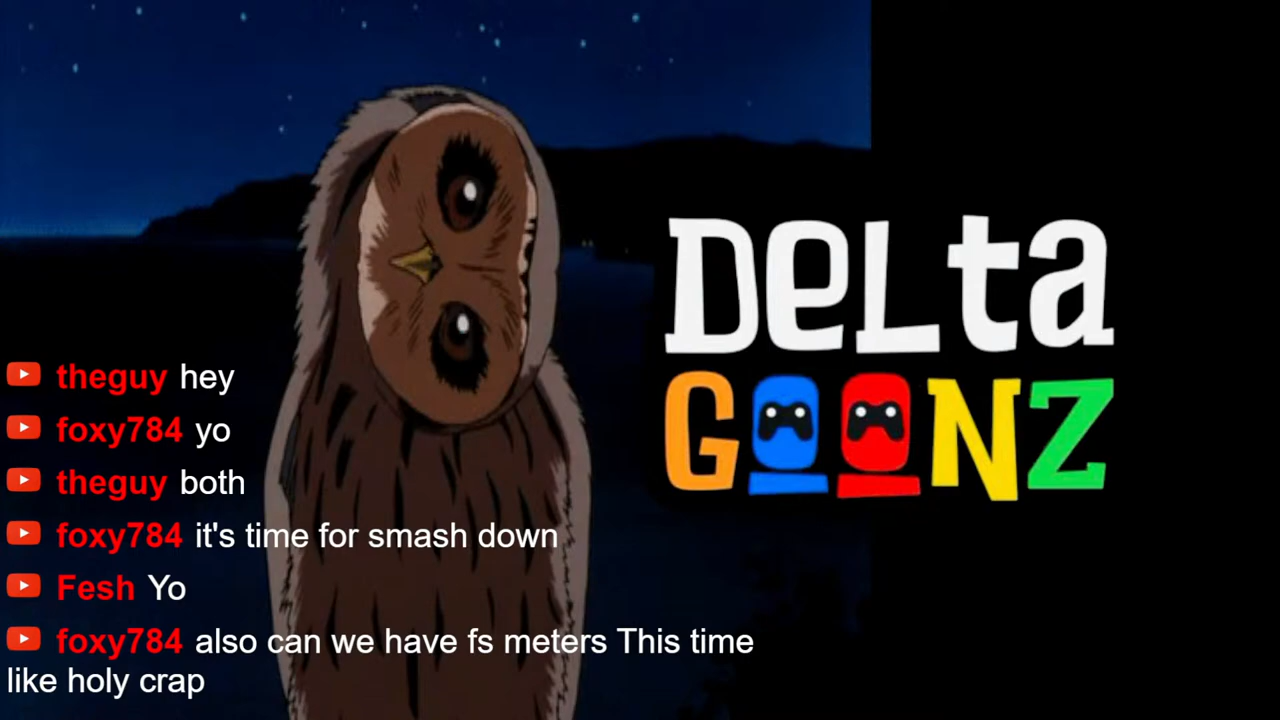 DeLta
GOONZ
theguy hey
foxy784 yo
theguy both
foxy784 it's time for smash down
Fesh Yo
foxy784 also can we have fs meters This time
like holy crap